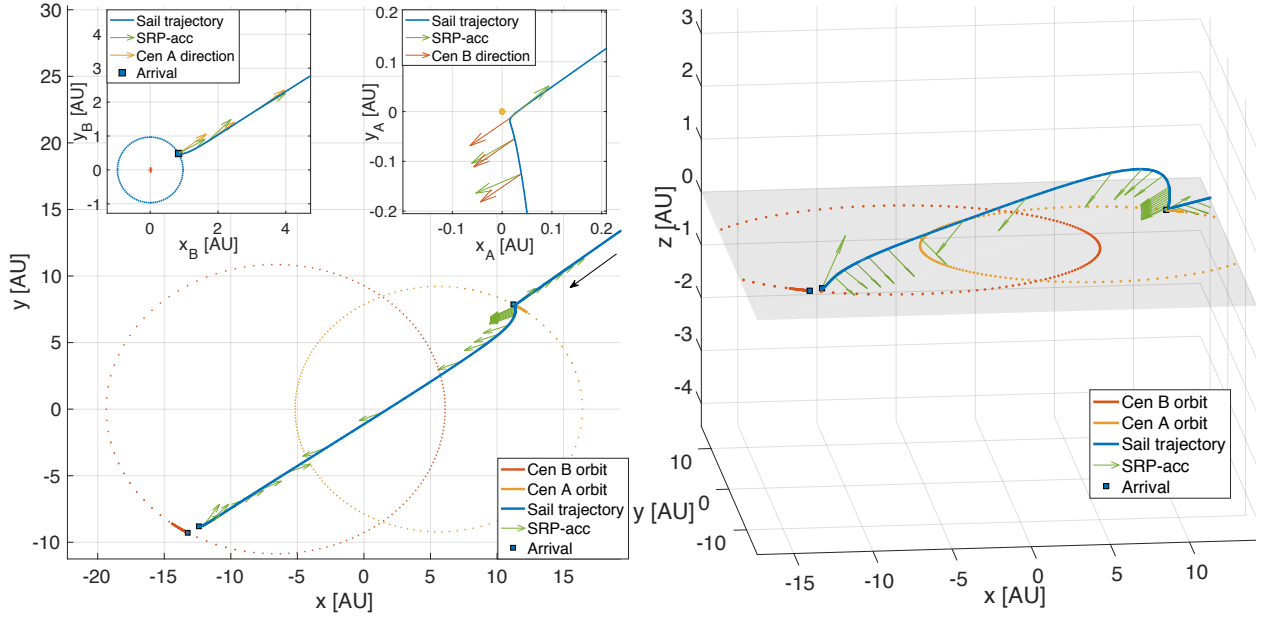 30
25
20
15
10
5
0
-5
-10
y [AU]
-20
-15
-10
-5
0
5
10
15
x [AU]
Sail trajectory
SRP-acc
Cen A direction
Arrival
4
3
2
1
0
-1
y_B [AU]
0
2
4
x_B [AU]
Sail trajectory
SRP-acc
Cen B direction
0.2
0.1
0
-0.1
-0.2
y_A [AU]
-0.1
0
0.1
0.2
x_A [AU]
Cen B orbit
Cen A orbit
Sail trajectory
SRP-acc
Arrival
3
2
1
0
-1
-2
-3
-4
z [AU]
10
0
-10
y [AU]
-15
-10
-5
0
5
10
x [AU]
Cen B orbit
Cen A orbit
Sail trajectory
SRP-acc
Arrival